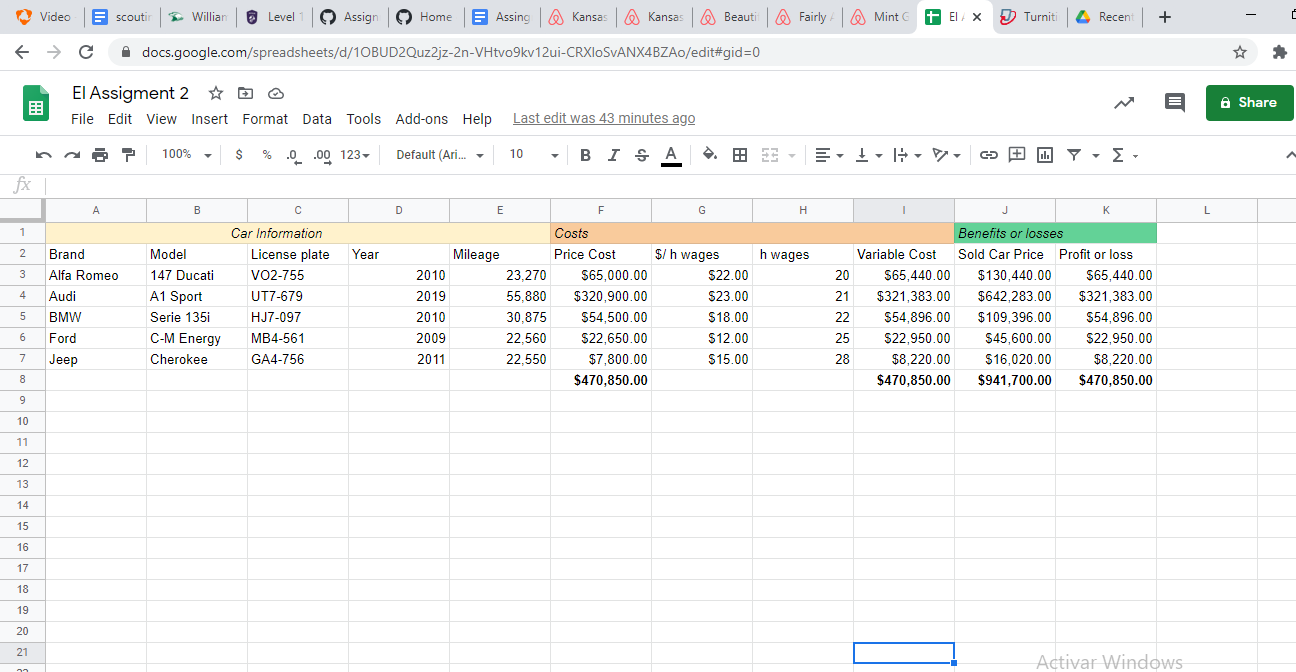 Video scoutin William Level 1 Assign Home Assing Kansas Kansas Beauti Fairly A Mint G El A Turniti Recent
docs.google.com/spreadsheets/d/1OBUD2Quz2jz-2n-VHtvo9kv12ui-CRXIoSvANX4BZAo/edit#gid=0
El Assigment 2
Share
File Edit View Insert Format Data Tools Add-ons Help Last edit was 43 minutes ago
100% $ % .0 .00 123 Default (Ari... 10 B I S A Σ
fx
A B C D E F G H I J K L
1 Car Information Costs Benefits or losses
2 Brand Model License plate Year Mileage Price Cost $/ h wages h wages Variable Cost Sold Car Price Profit or loss
3 Alfa Romeo 147 Ducati VO2-755 2010 23,270 $65,000.00 $22.00 20 $65,440.00 $130,440.00 $65,440.00
4 Audi A1 Sport UT7-679 2019 55,880 $320,900.00 $23.00 21 $321,383.00 $642,283.00 $321,383.00
5 BMW Serie 135i HJ7-097 2010 30,875 $54,500.00 $18.00 22 $54,896.00 $109,396.00 $54,896.00
6 Ford C-M Energy MB4-561 2009 22,560 $22,650.00 $12.00 25 $22,950.00 $45,600.00 $22,950.00
7 Jeep Cherokee GA4-756 2011 22,550 $7,800.00 $15.00 28 $8,220.00 $16,020.00 $8,220.00
8 $470,850.00 $470,850.00 $941,700.00 $470,850.00
9
10
11
12
13
14
15
16
17
18
19
20
21
Activar Windows